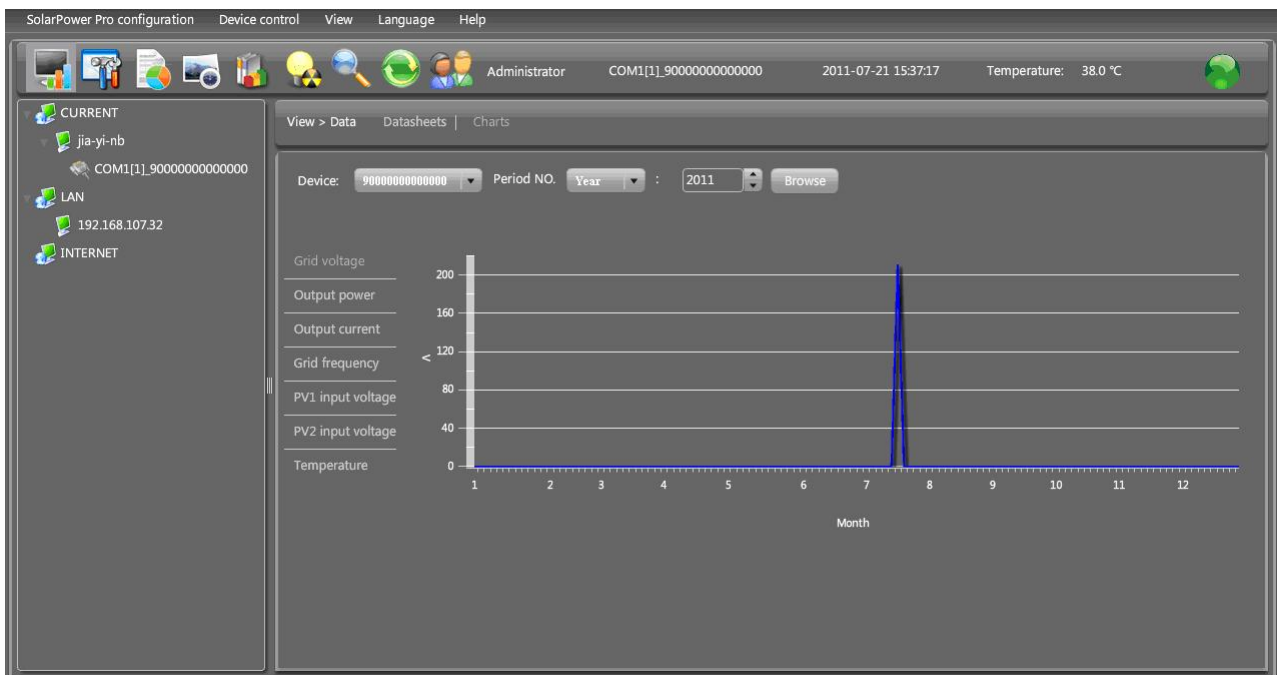 SolarPower Pro configuration Device control View Language Help
Administrator COM1[1]_90000000000000 2011-07-21 15:37:17 Temperature: 38.0 ℃
CURRENT
jia-yi-nb
COM1[1]_90000000000000
LAN
192.168.107.32
INTERNET
View > Data Datasheets | Charts
Device: 90000000000000 Period NO. Year : 2011 Browse
Grid voltage
Output power
Output current
Grid frequency
PV1 input voltage
PV2 input voltage
Temperature
V
200
160
120
80
40
0
1 2 3 4 5 6 7 8 9 10 11 12
Month